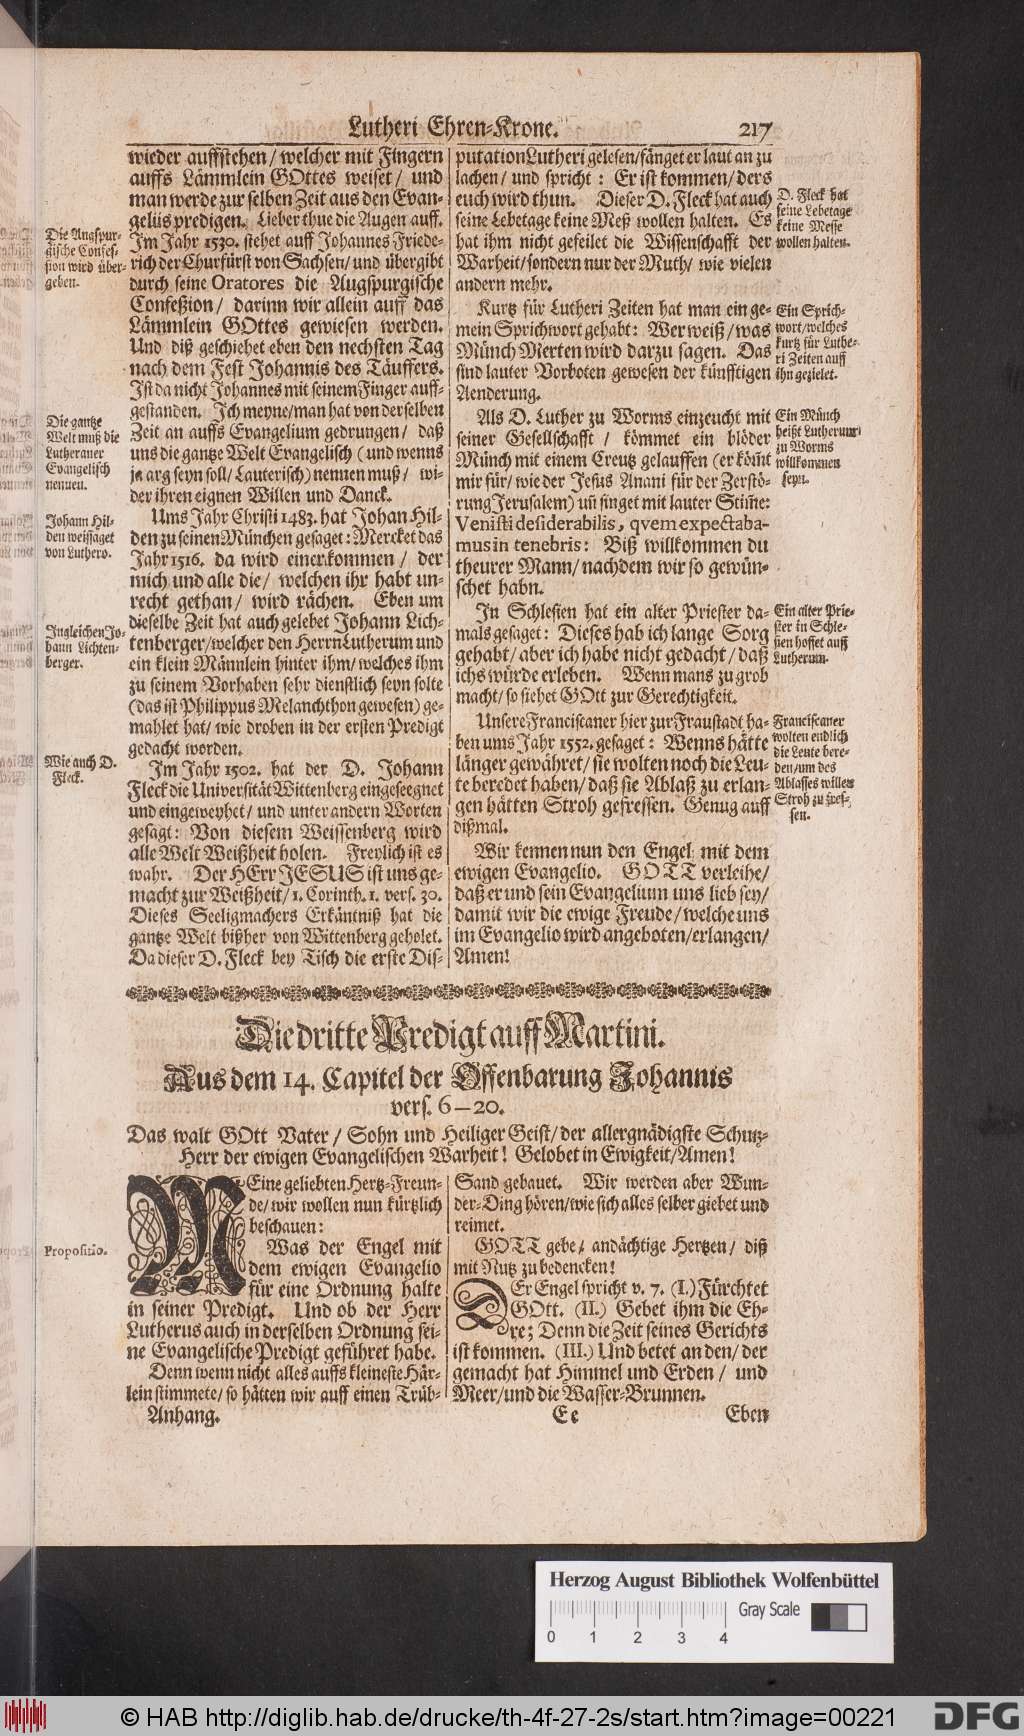 Lutheri Ehren-Krone. 217
wieder aufferstehen/ welcher mit Fingern
auffs Lämmlein GOttes weiset/ und
man werde zur selben Zeit aus den Evan-
geliis predigen. Lieber thue die Augen auff.
Im Jahr 1530. stehet auff Johannes Friede-
rich der Churfürst von Sachsen/ und übergibt
durch seine Oratores die Augspurgische
Confeßion/ darinn wir allein auff das
Lämmlein GOttes gewiesen werden.
Und diß geschiehet eben den nechsten Tag
nach dem Fest Johannis des Täuffers.
Ist da nicht Johannes mit seinem Finger auff-
gestanden. Ich meyne/ man hat von derselben
Zeit an auffs Evangelium gedrungen/ daß
uns die gantze Welt Evangelisch (und wenns
ja arg seyn soll/ Lauterisch) nennen muß/ wi-
der ihren eignen Willen und Danck.
Ums Jahr Christi 1483. hat Johan Hil-
den zu seinen München gesaget: Mercket das
Jahr 1516. da wird einer kommen/ der
mich und alle die/ welchen ihr habt un-
recht gethan/ wird rächen. Eben um
dieselbe Zeit hat auch gelebet Johann Lich-
tenberger/ welcher den Herrn Lutherum und
ein klein Männlein hinter ihm/ welches ihm
zu seinem Vorhaben sehr dienstlich seyn solte
(das ist Philippus Melanchthon gewesen) ge-
mahlet hat/ wie droben in der ersten Predigt
gedacht worden.
Im Jahr 1502. hat der D. Johann
Fleck die Universität Wittenberg eingesegnet
und eingeweyhet/ und unter andern Worten
gesagt: Von diesem Weissenberg wird
alle Welt Weißheit holen. Freylich ist es
wahr. Der HErr JESUS ist uns ge-
macht zur Weißheit/ 1. Corinth. 1. vers. 30.
Dieses Seeligmachers Erkäntniß hat die
gantze Welt bißher von Wittenberg geholet.
Da dieser D. Fleck bey Tisch die erste Dis-
Die Augspur-
gische Confes-
sion wird über-
geben.
Die gantze
Welt muß die
Lutheraner
Evangelisch
nennen.
Johann Hil-
den weissaget
von Luthero.
Ingleichen Jo-
hann Lichten-
berger.
Wie auch D.
Fleck.
putation Lutheri gelesen/ fänget er laut an zu
lachen/ und spricht: Er ist kommen/ ders
euch wird thun. Dieser D. Fleck hat auch
seine Lebetage keine Meß wollen halten. Es
hat ihm nicht gefeilet die Wissenschafft der
Warheit/ sondern nur der Muth/ wie vielen
andern mehr.
Kurtz für Lutheri Zeiten hat man ein ge-
mein Sprichwort gehabt: Wer weiß/ was
Münch Merten wird darzu sagen. Das
sind lauter Vorboten gewesen der künfftigen
Aenderung.
Als D. Luther zu Worms einzeucht mit
seiner Gesellschafft/ kömmet ein blöder
Münch mit einem Creutz gelauffen (er köm̃t
mir für/ wie der Jesus Anani für der Zerstö-
rung Jerusalem) uñ singet mit lauter Stim̃e:
Venisti desiderabilis, qvem expectaba-
mus in tenebris: Biß willkommen du
theurer Mann/ nachdem wir so gewün-
schet habn.
In Schlesien hat ein alter Priester da-
mals gesaget: Dieses hab ich lange Sorg
gehabt/ aber ich habe nicht gedacht/ daß
ichs würde erleben. Wenn mans zu grob
macht/ so siehet GOtt zur Gerechtigkeit.
Unsere Franciscaner hier zur Fraustadt ha-
ben ums Jahr 1552. gesaget: Wenns hätte
länger gewähret/ sie wolten noch die Leu-
te beredet haben/ daß sie Ablaß zu erlan-
gen hätten Stroh gefressen. Genug auff
dißmal.
Wir kennen nun den Engel mit dem
ewigen Evangelio. GOTT verleihe/
daß er und sein Evangelium uns lieb sey/
damit wir die ewige Freude/ welche uns
im Evangelio wird angeboten/ erlangen/
Amen!
D. Fleck hat
seine Lebetage
keine Messe
wollen halten.
Ein Sprich-
wort/ welches
kurtz für Luthe-
ri Zeiten auff
ihn gezielet.
Ein Münch
heißt Lutherum
zu Worms
willkommen
seyn.
Ein alter Prie-
ster in Schle-
sien hoffet auff
Lutherum.
Franciscaner
wolten endlich
die Leute bere-
den/ um des
Ablasses willen
Stroh zu fres-
sen.
Die dritte Predigt auff Martini.
Aus dem 14. Capitel der Offenbarung Johannis
vers. 6—20.
Das walt GOtt Vater/ Sohn und Heiliger Geist/ der allergnädigste Schutz-
Herr der ewigen Evangelischen Warheit! Gelobet in Ewigkeit/ Amen!
MEine geliebten Hertz-Freun-
de/ wir wollen nun kürtzlich
beschauen:
Was der Engel mit
dem ewigen Evangelio
für eine Ordnung halte
in seiner Predigt. Und ob der Herr
Lutherus auch in derselben Ordnung sei-
ne Evangelische Predigt geführet habe.
Denn wenn nicht alles auffs kleineste Här-
lein stimmete/ so hätten wir auff einen Trüb-
Propositio.
Sand gebauet. Wir werden aber Wun-
der-Ding hören/ wie sich alles selber giebet und
reimet.
GOTT gebe/ andächtige Hertzen/ diß
mit Nutz zu bedencken!
DEr Engel spricht v. 7. (I.) Fürchtet
GOtt. (II.) Gebet ihm die Eh-
re; Denn die Zeit seines Gerichts
ist kommen. (III.) Und betet an den/ der
gemacht hat Himmel und Erden/ und
Meer/ und die Wasser-Brunnen.
Anhang. Ee Eben
Herzog August Bibliothek Wolfenbüttel
Gray Scale
0 1 2 3 4
© HAB http://diglib.hab.de/drucke/th-4f-27-2s/start.htm?image=00221
DFG